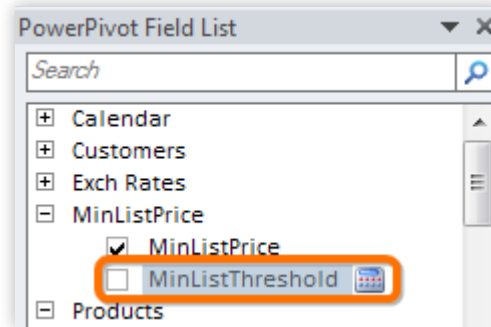 PowerPivot Field List
Search
Calendar
Customers
Exch Rates
MinListPrice
MinListPrice
MinListThreshold
Products